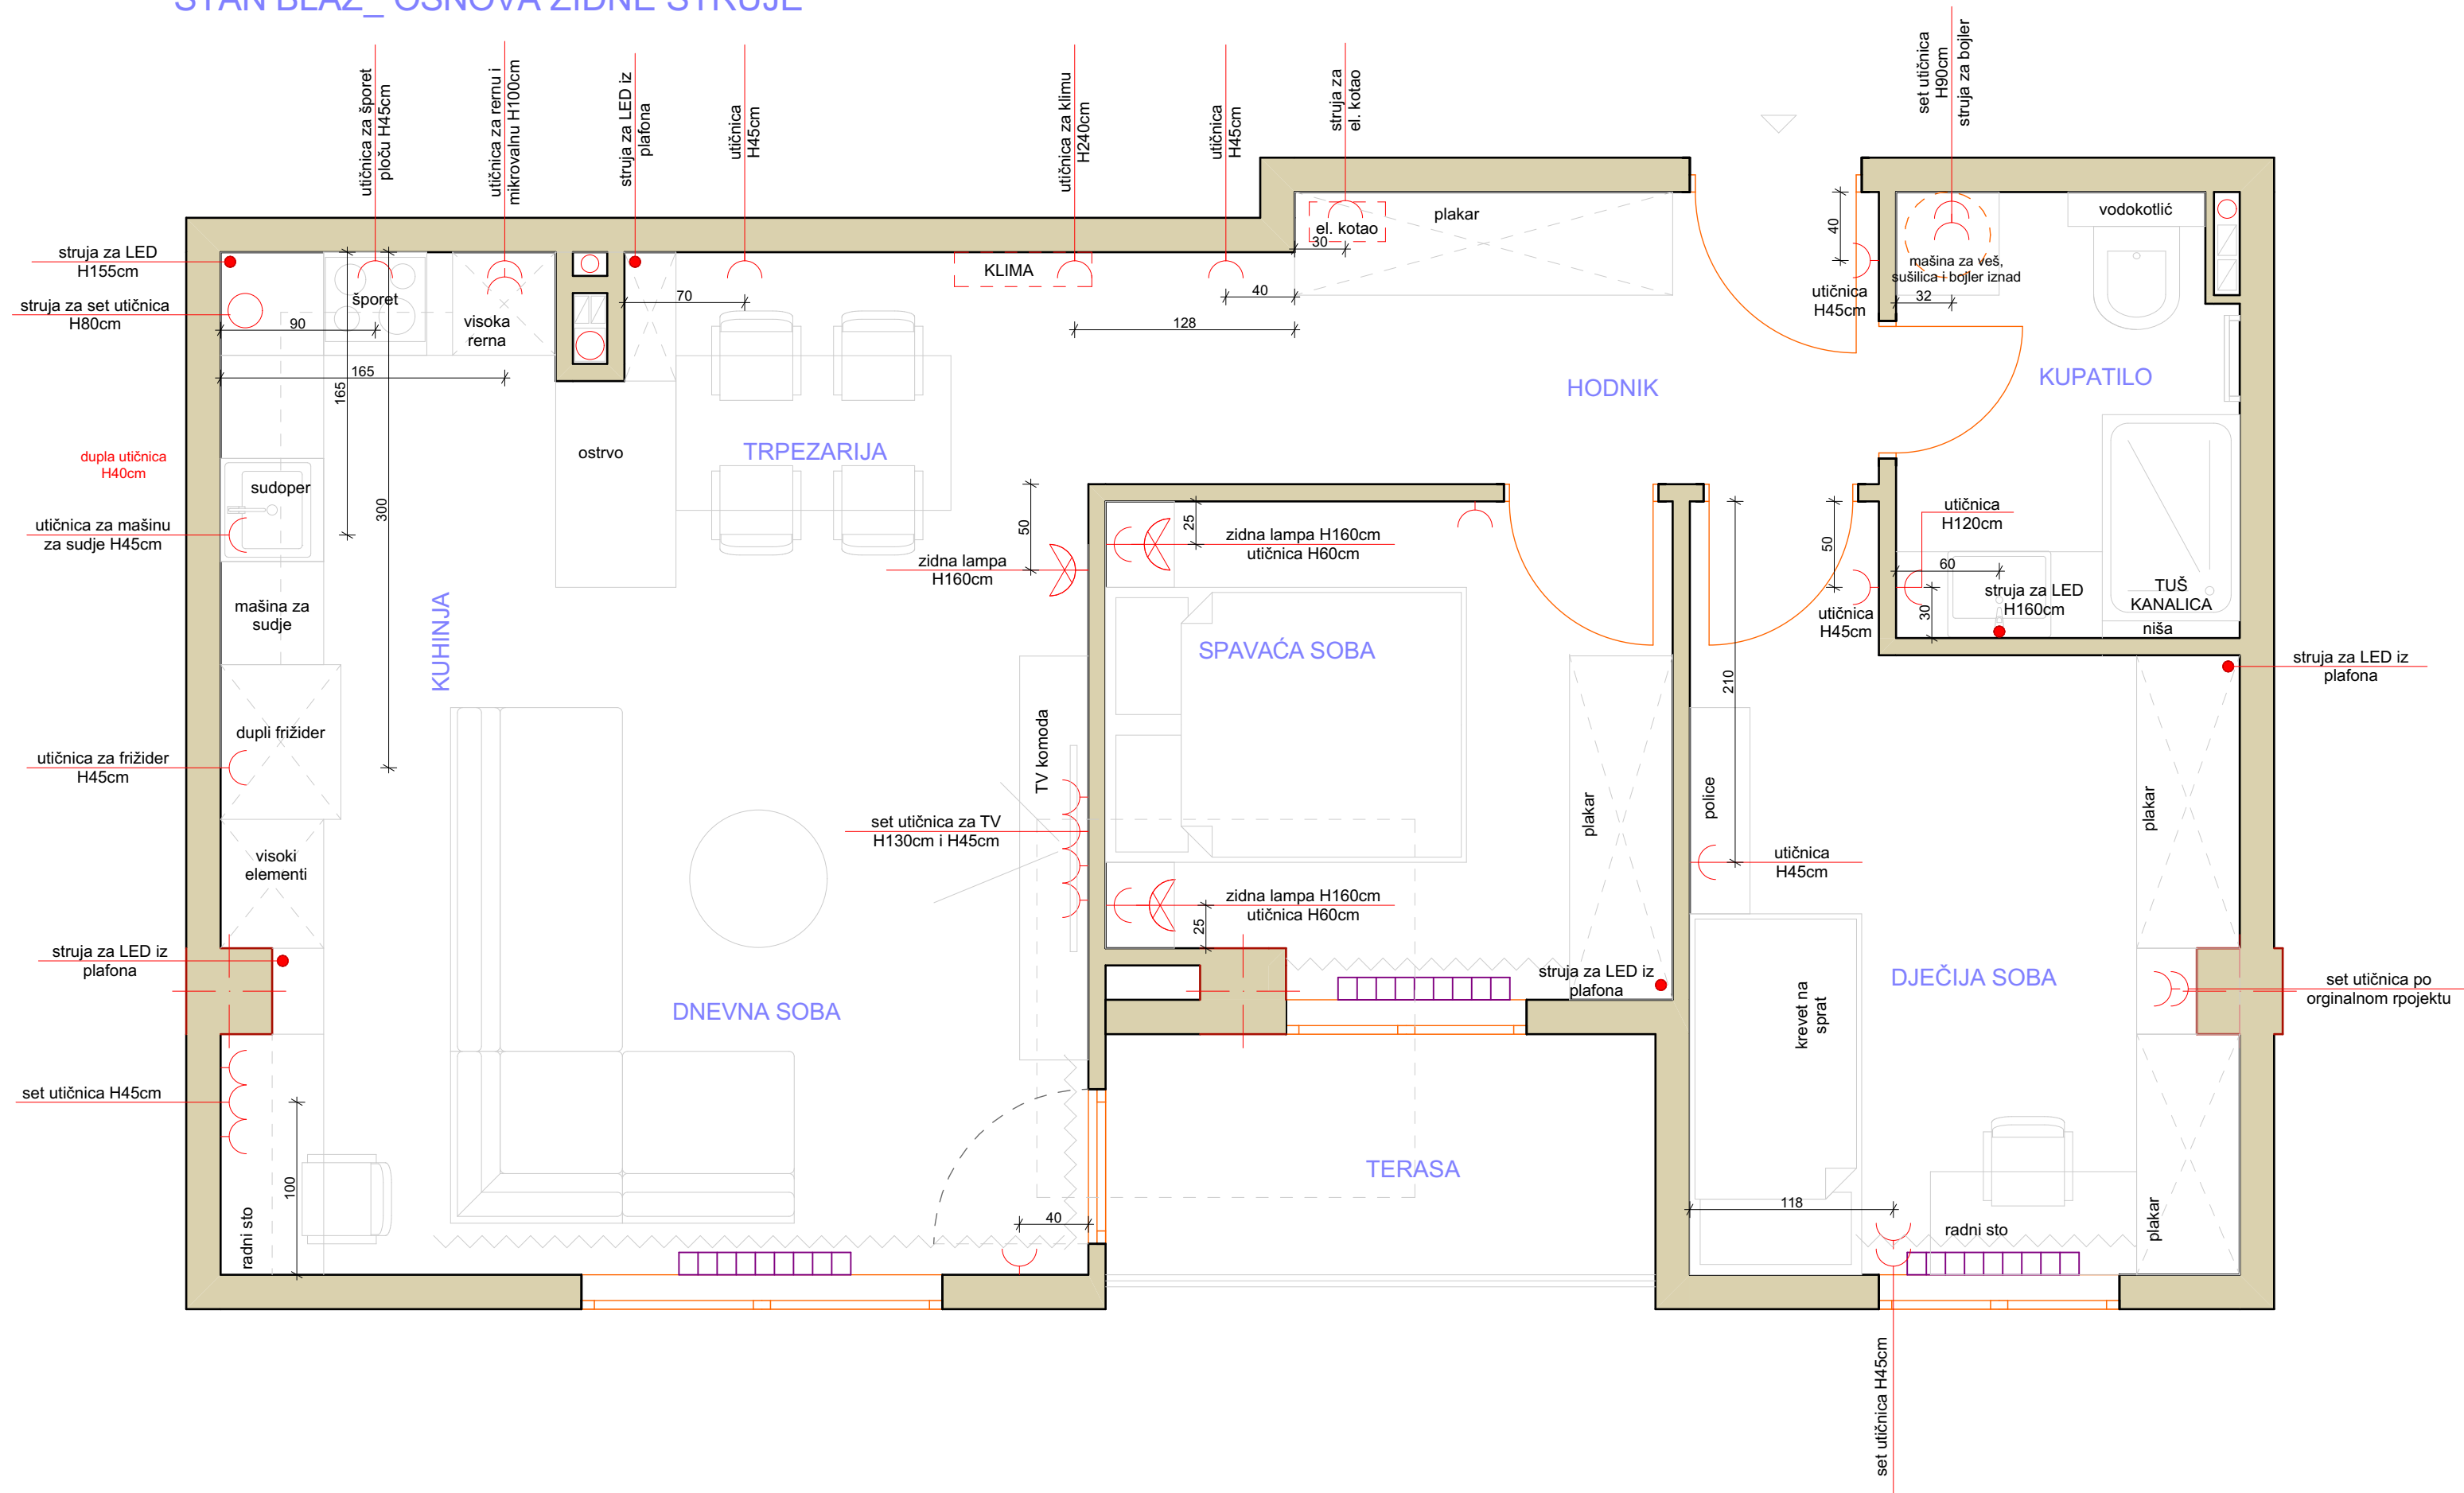 STAN BLAŽ_ OSNOVA ZIDNE STRUJE
utičnica za šporet
ploču H45cm
utičnica za rernu i
mikrovalnu H100cm
struja za LED iz
plafona
utičnica
H45cm
utičnica za klimu
H240cm
utičnica
H45cm
struja za
el. kotao
set utičnica
H90cm
struja za bojler
struja za LED
H155cm
struja za set utičnica
H80cm
šporet
90
visoka
rerna
165
165
300
70
KLIMA
40
128
el. kotao
30
plakar
40
utičnica
H45cm
mašina za veš,
sušilica i bojler iznad
32
vodokotlić
HODNIK
KUPATILO
dupla utičnica
H40cm
sudoper
ostrvo
TRPEZARIJA
utičnica za mašinu
za sudje H45cm
50
zidna lampa
H160cm
25
zidna lampa H160cm
utičnica H60cm
utičnica
H120cm
50
60
struja za LED
H160cm
30
TUŠ
KANALICA
niša
utičnica
H45cm
mašina za
sudje
KUHINJA
SPAVAĆA SOBA
210
struja za LED iz
plafona
dupli frižider
utičnica za frižider
H45cm
TV komoda
set utičnica za TV
H130cm i H45cm
plakar
police
utičnica
H45cm
plakar
visoki
elementi
zidna lampa H160cm
utičnica H60cm
25
struja za LED iz
plafona
struja za LED iz
plafona
DNEVNA SOBA
DJEČIJA SOBA
krevet na
sprat
set utičnica po
orginalnom rpojektu
set utičnica H45cm
100
radni sto
40
TERASA
118
radni sto
plakar
set utičnica H45cm